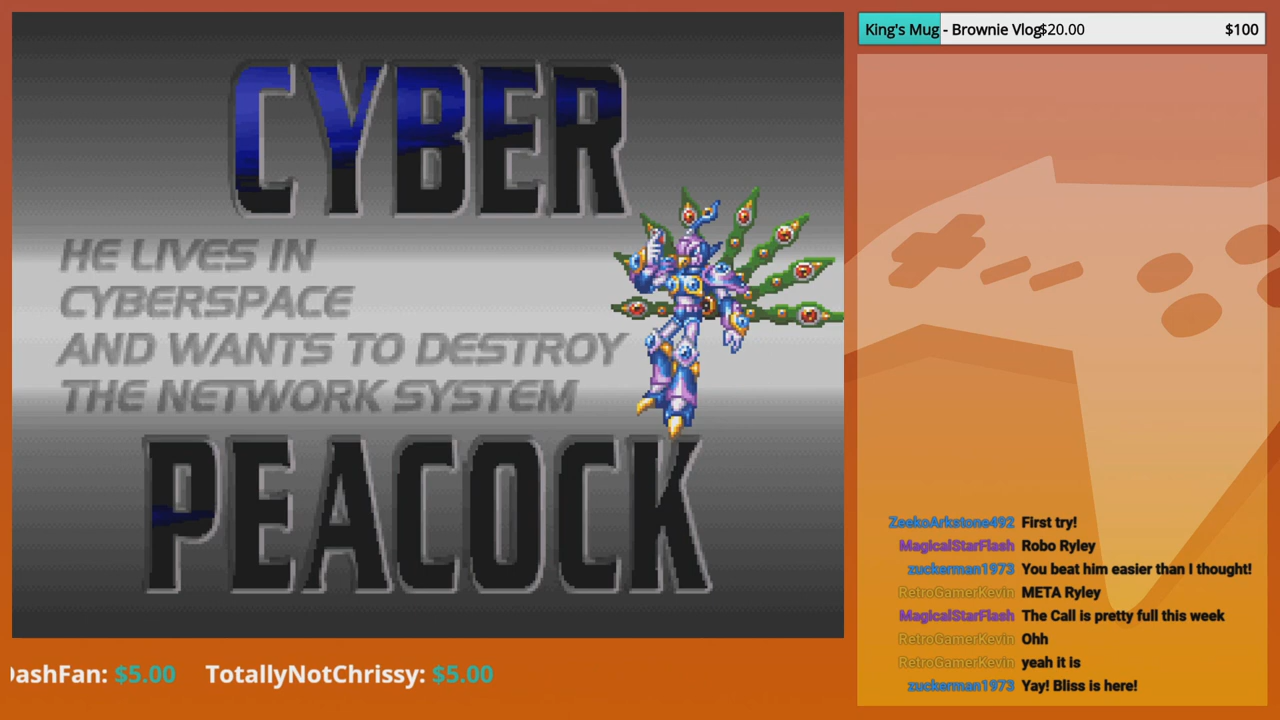 CYBER
HE LIVES IN
CYBERSPACE
AND WANTS TO DESTROY
THE NETWORK SYSTEM
PEACOCK
King's Mug - Brownie Vlog $20.00 $100
ZeekoArkstone492 First try!
MagicalStarFlash Robo Ryley
zuckerman1973 You beat him easier than I thought!
RetroGamerKevin META Ryley
MagicalStarFlash The Call is pretty full this week
RetroGamerKevin Ohh
RetroGamerKevin yeah it is
zuckerman1973 Yay! Bliss is here!
DashFan: $5.00 TotallyNotChrissy: $5.00